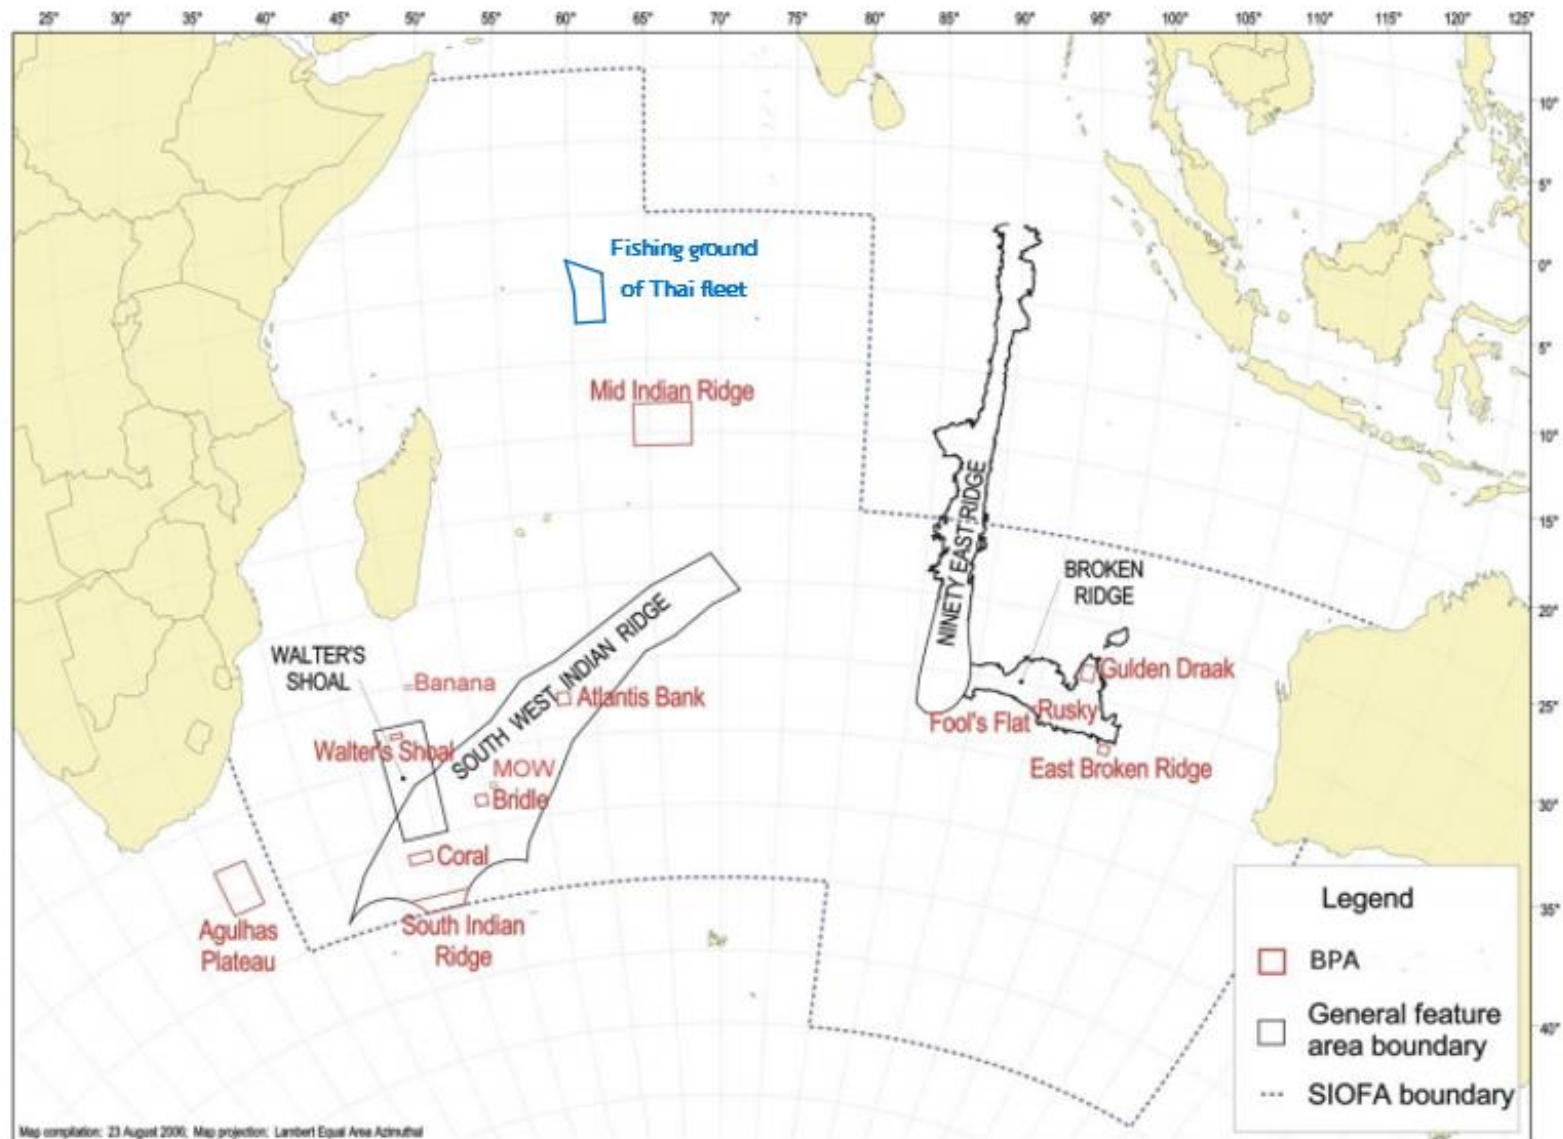 25° 30° 35° 40° 45° 50° 55° 60° 65° 70° 75° 80° 85° 90° 95° 100° 105° 110° 115° 120° 125°
10°
5°
0°
5°
10°
15°
20°
25°
30°
35°
40°
Fishing ground
of Thai fleet
Mid Indian Ridge
NINETY EAST RIDGE
BROKEN
RIDGE
WALTER'S
SHOAL
Banana
SOUTH WEST INDIAN RIDGE
Atlantis Bank
Gulden Draak
Rusky
Fool's Flat
East Broken Ridge
Walter's Shoal
MOW
Bridle
Coral
South Indian
Ridge
Agulhas
Plateau
Legend
BPA
General feature
area boundary
SIOFA boundary
Map compilation: 23 August 2006; Map projection: Lambert Equal Area Azimuthal